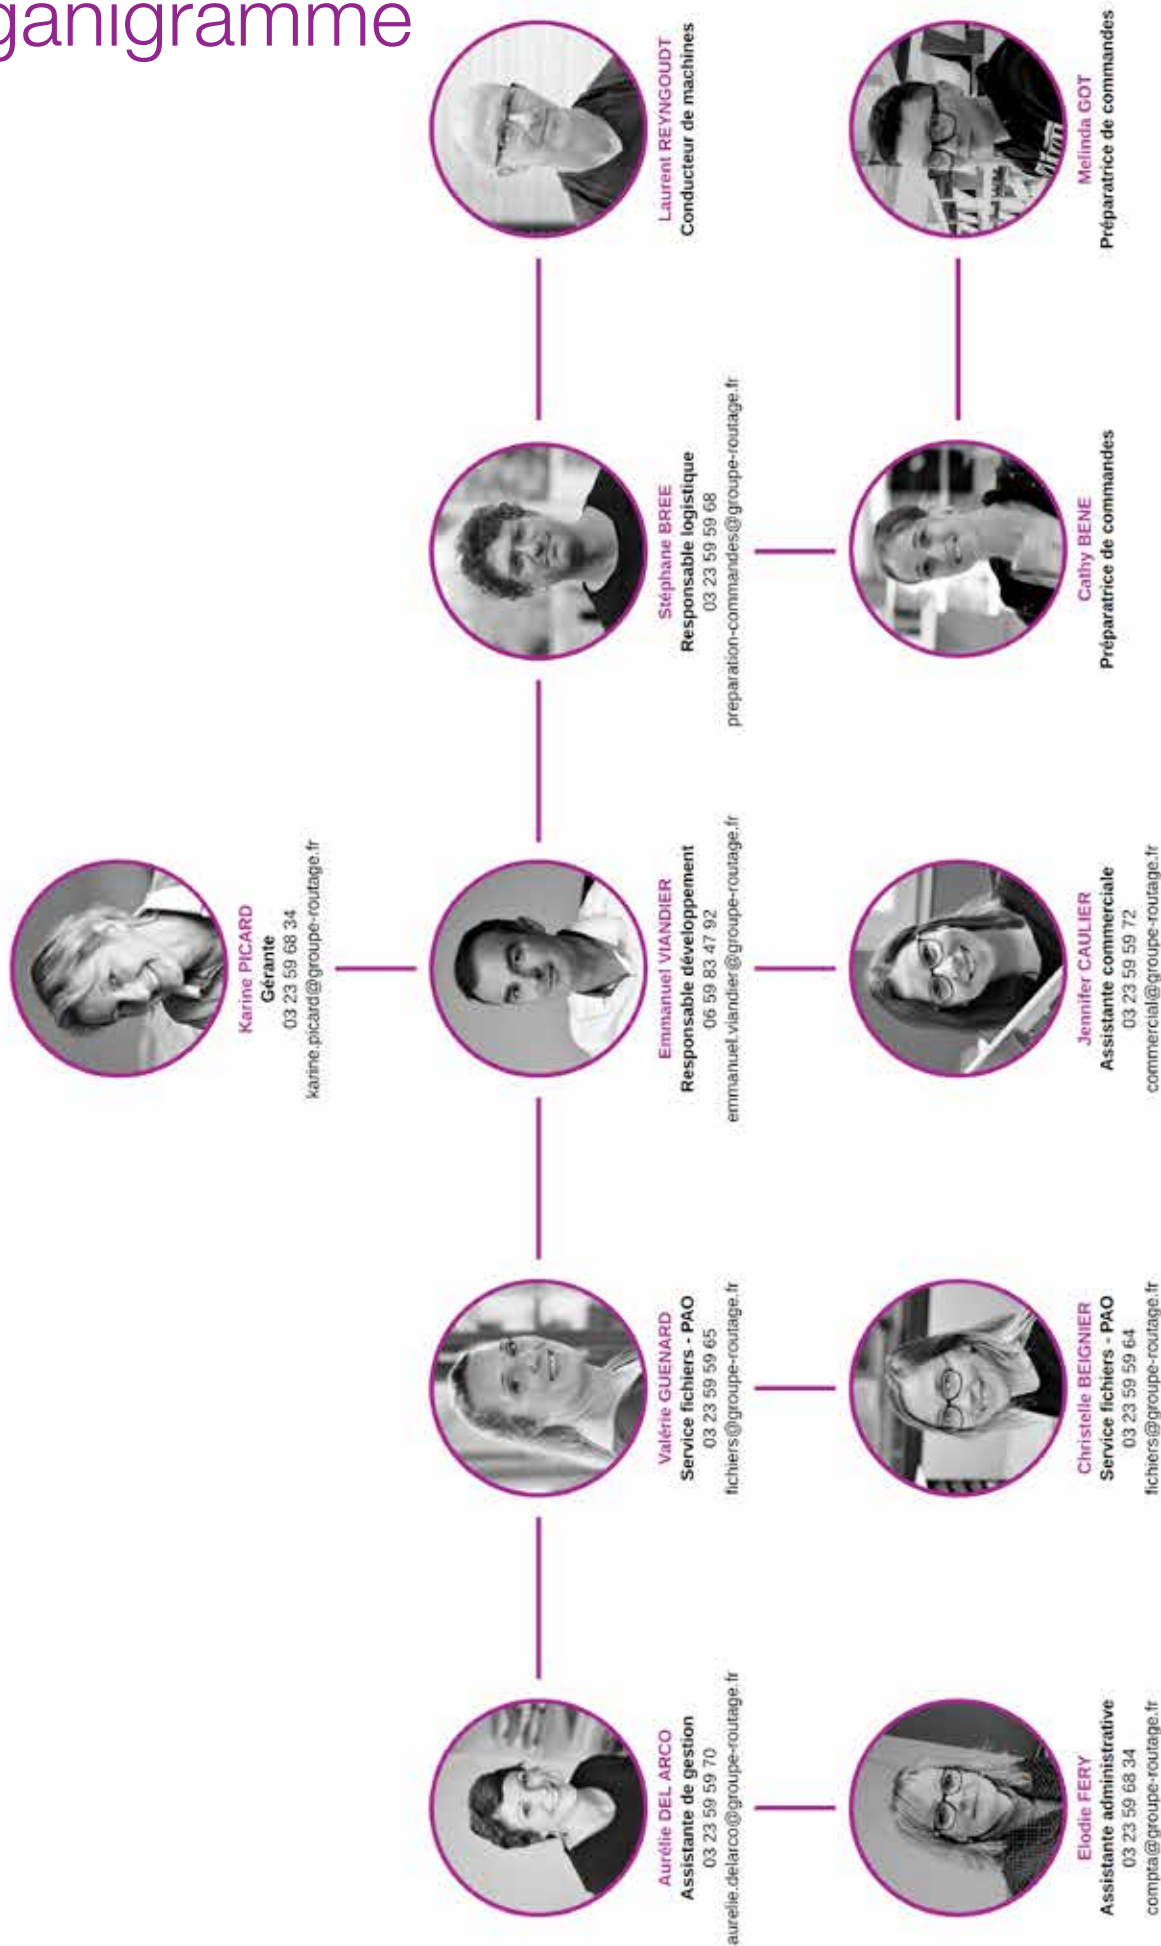 ganigramme
Karine PICARD
Gérante
03 23 59 68 34
karine.picard@groupe-routage.fr
Aurélie DEL ARCO
Assistante de gestion
03 23 59 59 70
aurelie.delarco@groupe-routage.fr
Valérie GUENARD
Service fichiers - PAO
03 23 59 59 65
fichiers@groupe-routage.fr
Emmanuel VIANDIER
Responsable développement
06 59 83 47 92
emmanuel.viandier@groupe-routage.fr
Stéphane BREE
Responsable logistique
03 23 59 59 68
preparation-commandes@groupe-routage.fr
Laurent REYNGOUDT
Conducteur de machines
Elodie FERY
Assistante administrative
03 23 59 68 34
compta@groupe-routage.fr
Christelle BEIGNIER
Service fichiers - PAO
03 23 59 59 64
fichiers@groupe-routage.fr
Jennifer CAULIER
Assistante commerciale
03 23 59 59 72
commercial@groupe-routage.fr
Cathy BENE
Préparatrice de commandes
Melinda GOT
Préparatrice de commandes